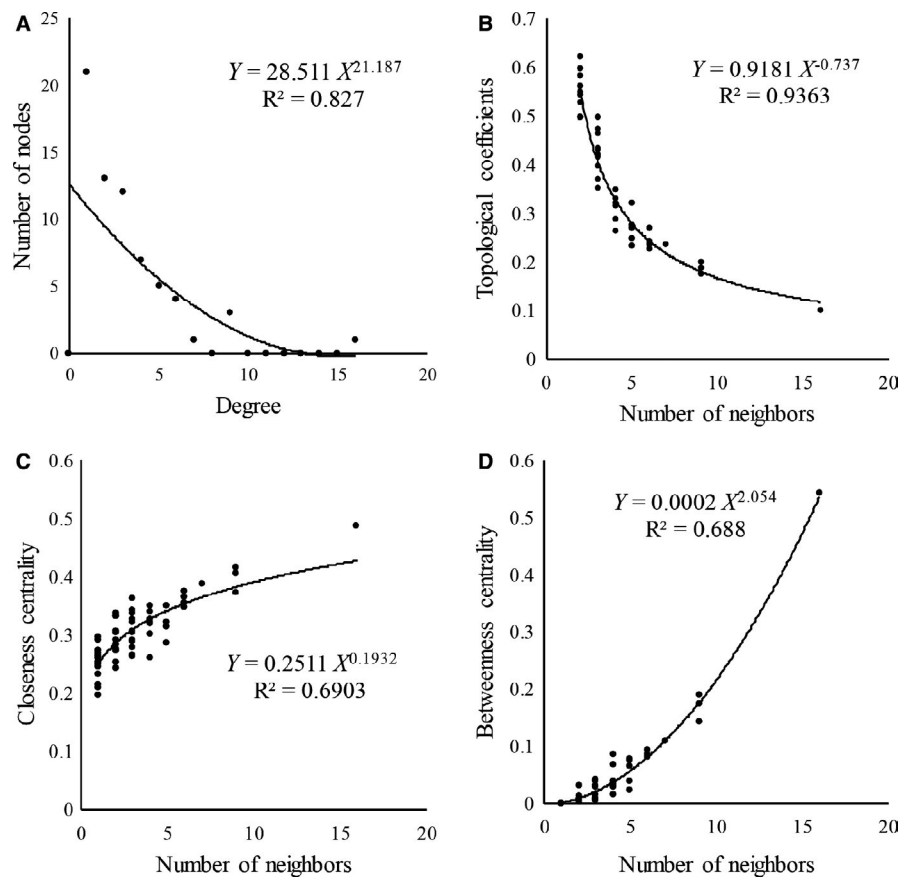 A
Y = 28.511 X^21.187
R² = 0.827
Number of nodes
25
20
15
10
5
0
0 5 10 15 20
Degree
B
Y = 0.9181 X^-0.737
R² = 0.9363
Topological coefficients
0.7
0.6
0.5
0.4
0.3
0.2
0.1
0
0 5 10 15 20
Number of neighbors
C
Y = 0.2511 X^0.1932
R² = 0.6903
Closeness centrality
0.6
0.5
0.4
0.3
0.2
0.1
0
0 5 10 15 20
Number of neighbors
D
Y = 0.0002 X^2.054
R² = 0.688
Betweenness centrality
0.6
0.5
0.4
0.3
0.2
0.1
0
0 5 10 15 20
Number of neighbors